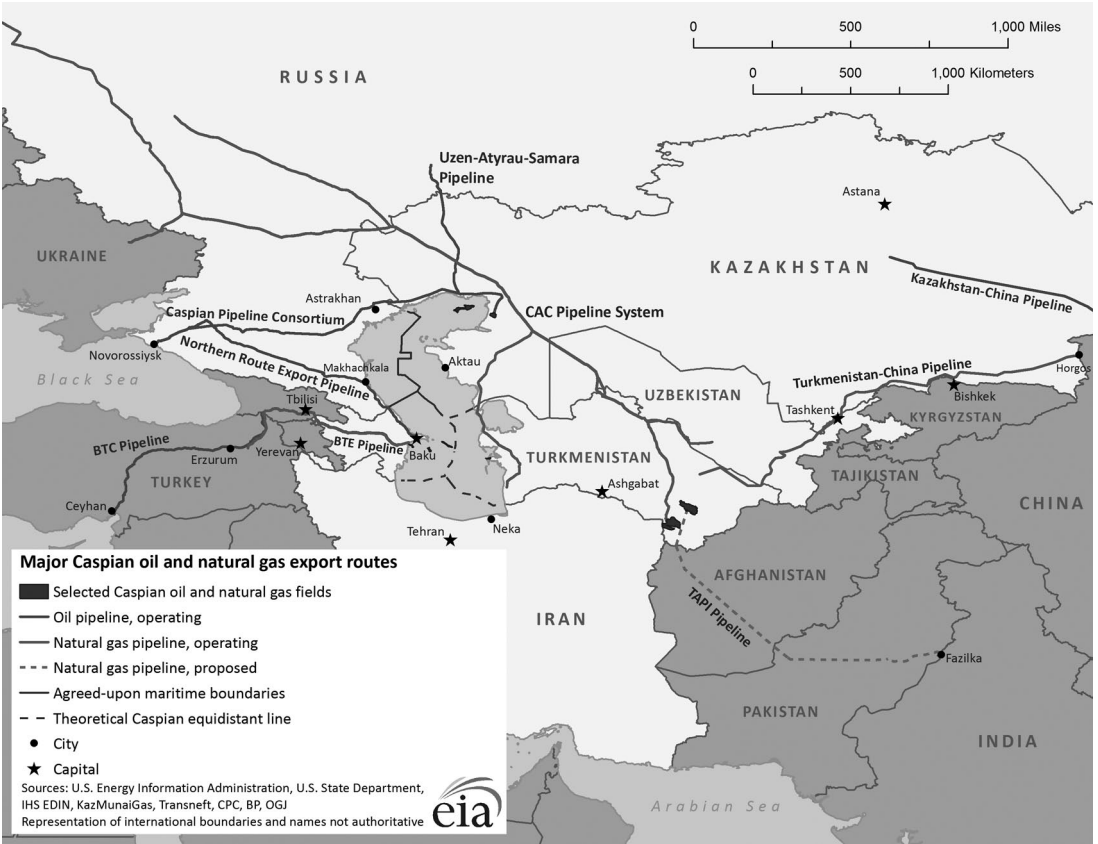 0 500 1,000 Miles
0 500 1,000 Kilometers
RUSSIA
Uzen-Atyrau-Samara
Pipeline
Astana
UKRAINE
KAZAKHSTAN
Kazakhstan-China Pipeline
Astrakhan
Caspian Pipeline Consortium
CAC Pipeline System
Novorossiysk
Northern Route Export Pipeline
Makhachkala
Aktau
Turkmenistan-China Pipeline
Horgos
Black Sea
Tbilisi
UZBEKISTAN
Bishkek
Tashkent
KYRGYZSTAN
BTC Pipeline
Erzurum
Yerevan
BTE Pipeline
Baku
TURKMENISTAN
TAJIKISTAN
TURKEY
Ashgabat
CHINA
Ceyhan
Tehran
Neka
AFGHANISTAN
TAPI Pipeline
IRAN
Fazilka
PAKISTAN
INDIA
Arabian Sea
Major Caspian oil and natural gas export routes
Selected Caspian oil and natural gas fields
Oil pipeline, operating
Natural gas pipeline, operating
Natural gas pipeline, proposed
Agreed-upon maritime boundaries
Theoretical Caspian equidistant line
City
Capital
Sources: U.S. Energy Information Administration, U.S. State Department,
IHS EDIN, KazMunaiGas, Transneft, CPC, BP, OGJ
Representation of international boundaries and names not authoritative
eia